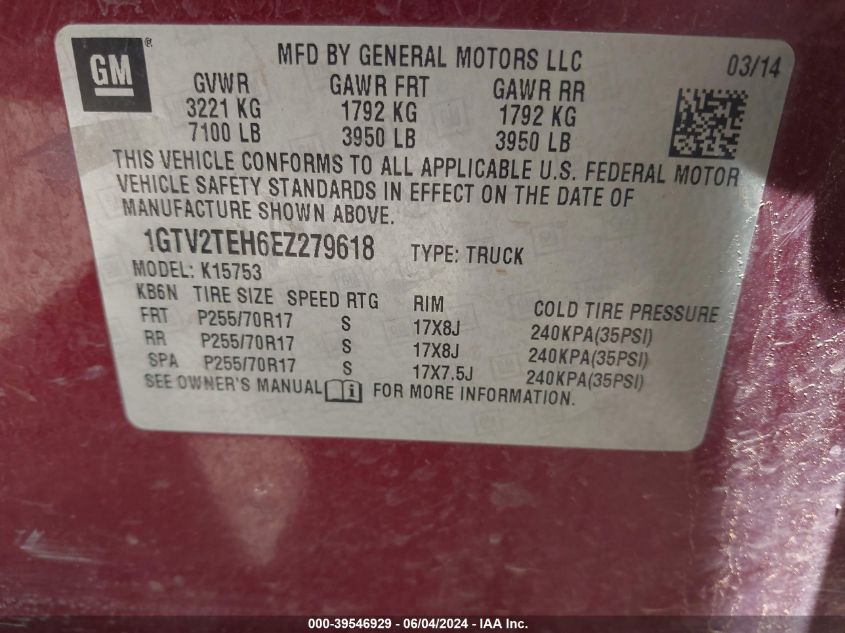 GM ®
MFD BY GENERAL MOTORS LLC 03/14
GVWR GAWR FRT GAWR RR
3221 KG 1792 KG 1792 KG
7100 LB 3950 LB 3950 LB
THIS VEHICLE CONFORMS TO ALL APPLICABLE U.S. FEDERAL MOTOR
VEHICLE SAFETY STANDARDS IN EFFECT ON THE DATE OF
MANUFACTURE SHOWN ABOVE.
1GTV2TEH6EZ279618 TYPE: TRUCK
MODEL: K15753
KB6N TIRE SIZE SPEED RTG RIM COLD TIRE PRESSURE
FRT P255/70R17 S 17X8J 240KPA(35PSI)
RR P255/70R17 S 17X8J 240KPA(35PSI)
SPA P255/70R17 S 17X7.5J 240KPA(35PSI)
SEE OWNER'S MANUAL FOR MORE INFORMATION.
000-39546929 - 06/04/2024 - IAA Inc.